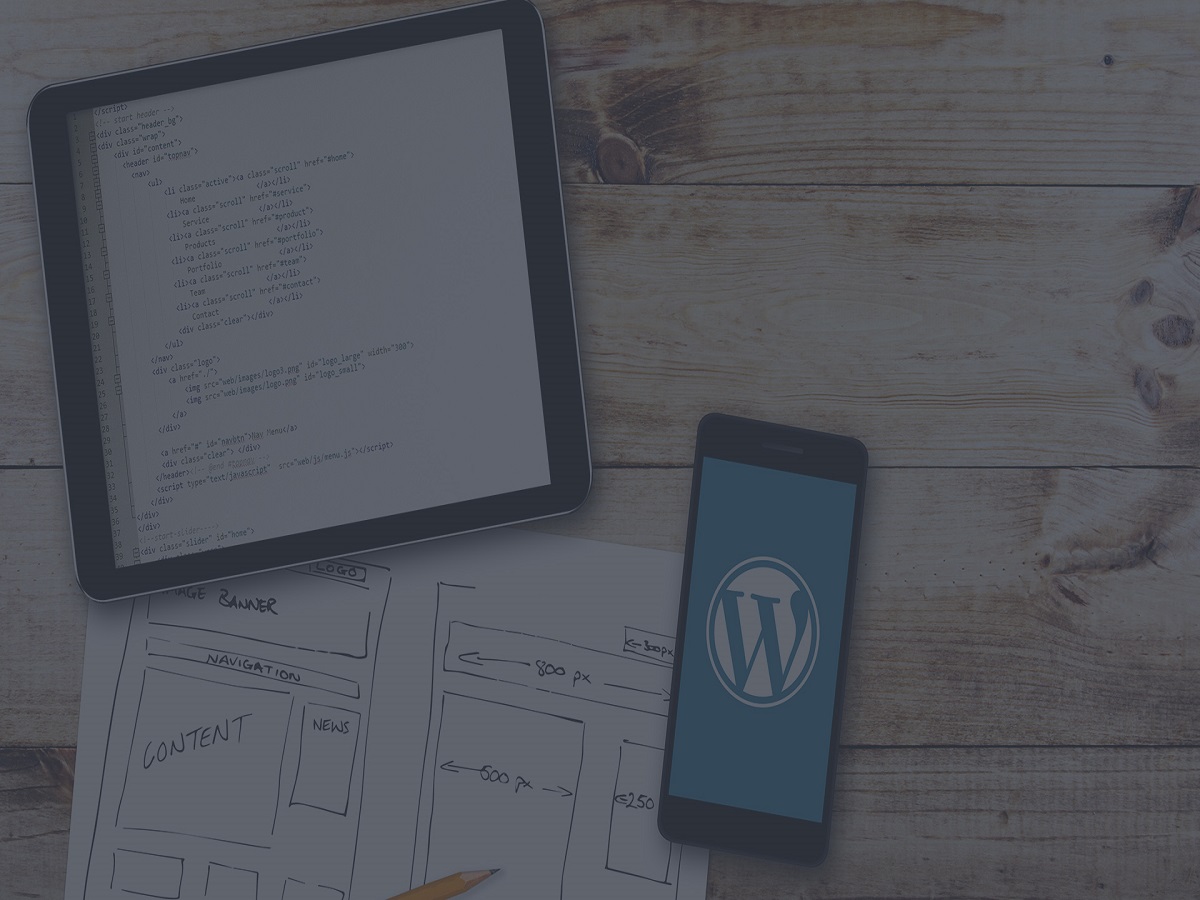 </script>
<!-- start header -->
<div class="header_bg">
<div class="wrap">
<div id="content">
<header id="topnav">
<nav>
<ul>
<li class="active"><a class="scroll" href="#home">
Home </a></li>
<li><a class="scroll" href="#service">
Service </a></li>
<li><a class="scroll" href="#product">
Products </a></li>
<li><a class="scroll" href="#portfolio">
Portfolio </a></li>
<li><a class="scroll" href="#team">
Team </a></li>
<li><a class="scroll" href="#contact">
Contact </a></li>
<div class="clear"></div>
</ul>
</nav>
<div class="logo">
<a href="./">
<img src="web/images/logo3.png" id="logo_large" width="300">
<img src="web/images/logo.png" id="logo_small">
</a>
</div>
<a href="#" id="navbtn">Nav Menu</a>
<div class="clear"> </div>
</header>
<script type="text/javascript" src="web/js/menu.js"></script>
</div>
</div>
</div>
<!--start-slider---->
<div class="slider" id="home">
LOGO
BANNER
NAVIGATION
CONTENT
NEWS
300px
800 px
600 px
250
W